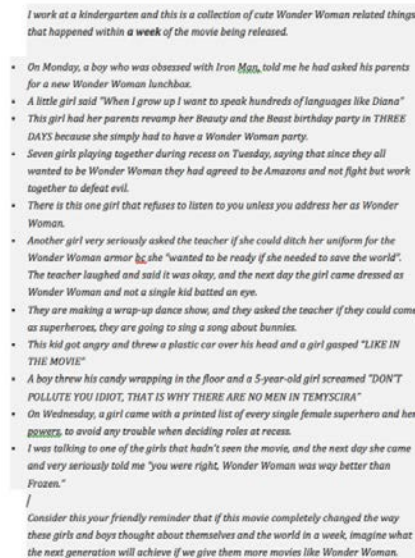 I work at a kindergarten and this is a collection of cute Wonder Woman related things
that happened within a week of the movie being released.
• On Monday, a boy who was obsessed with Iron Man, told me he had asked his parents
for a new Wonder Woman lunchbox.
• A little girl said "When I grow up I want to speak hundreds of languages like Diana"
• This girl had her parents revamp her Beauty and the Beast birthday party in THREE
DAYS because she simply had to have a Wonder Woman party.
• Seven girls playing together during recess on Tuesday, saying that since they all
wanted to be Wonder Woman they had agreed to be Amazons and not fight but work
together to defeat evil.
• There is this one girl that refuses to listen to you unless you address her as Wonder
Woman.
• Another girl very seriously asked the teacher if she could ditch her uniform for the
Wonder Woman armor bc she "wanted to be ready if she needed to save the world".
The teacher laughed and said it was okay, and the next day the girl came dressed as
Wonder Woman and not a single kid batted an eye.
• They are making a wrap-up dance show, and they asked the teacher if they could come
as superheroes, they are going to sing a song about bunnies.
• This kid got angry and threw a plastic car over his head and a girl gasped "LIKE IN
THE MOVIE"
• A boy threw his candy wrapping in the floor and a 5-year-old girl screamed "DON'T
POLLUTE YOU IDIOT, THAT IS WHY THERE ARE NO MEN IN TEMYSCIRA"
• On Wednesday, a girl came with a printed list of every single female superhero and her
powers, to avoid any trouble when deciding roles at recess.
• I was talking to one of the girls that hadn't seen the movie, and the next day she came
and very seriously told me "you were right, Wonder Woman was way better than
Frozen."
Consider this your friendly reminder that if this movie completely changed the way
these girls and boys thought about themselves and the world in a week, imagine what
the next generation will achieve if we give them more movies like Wonder Woman.